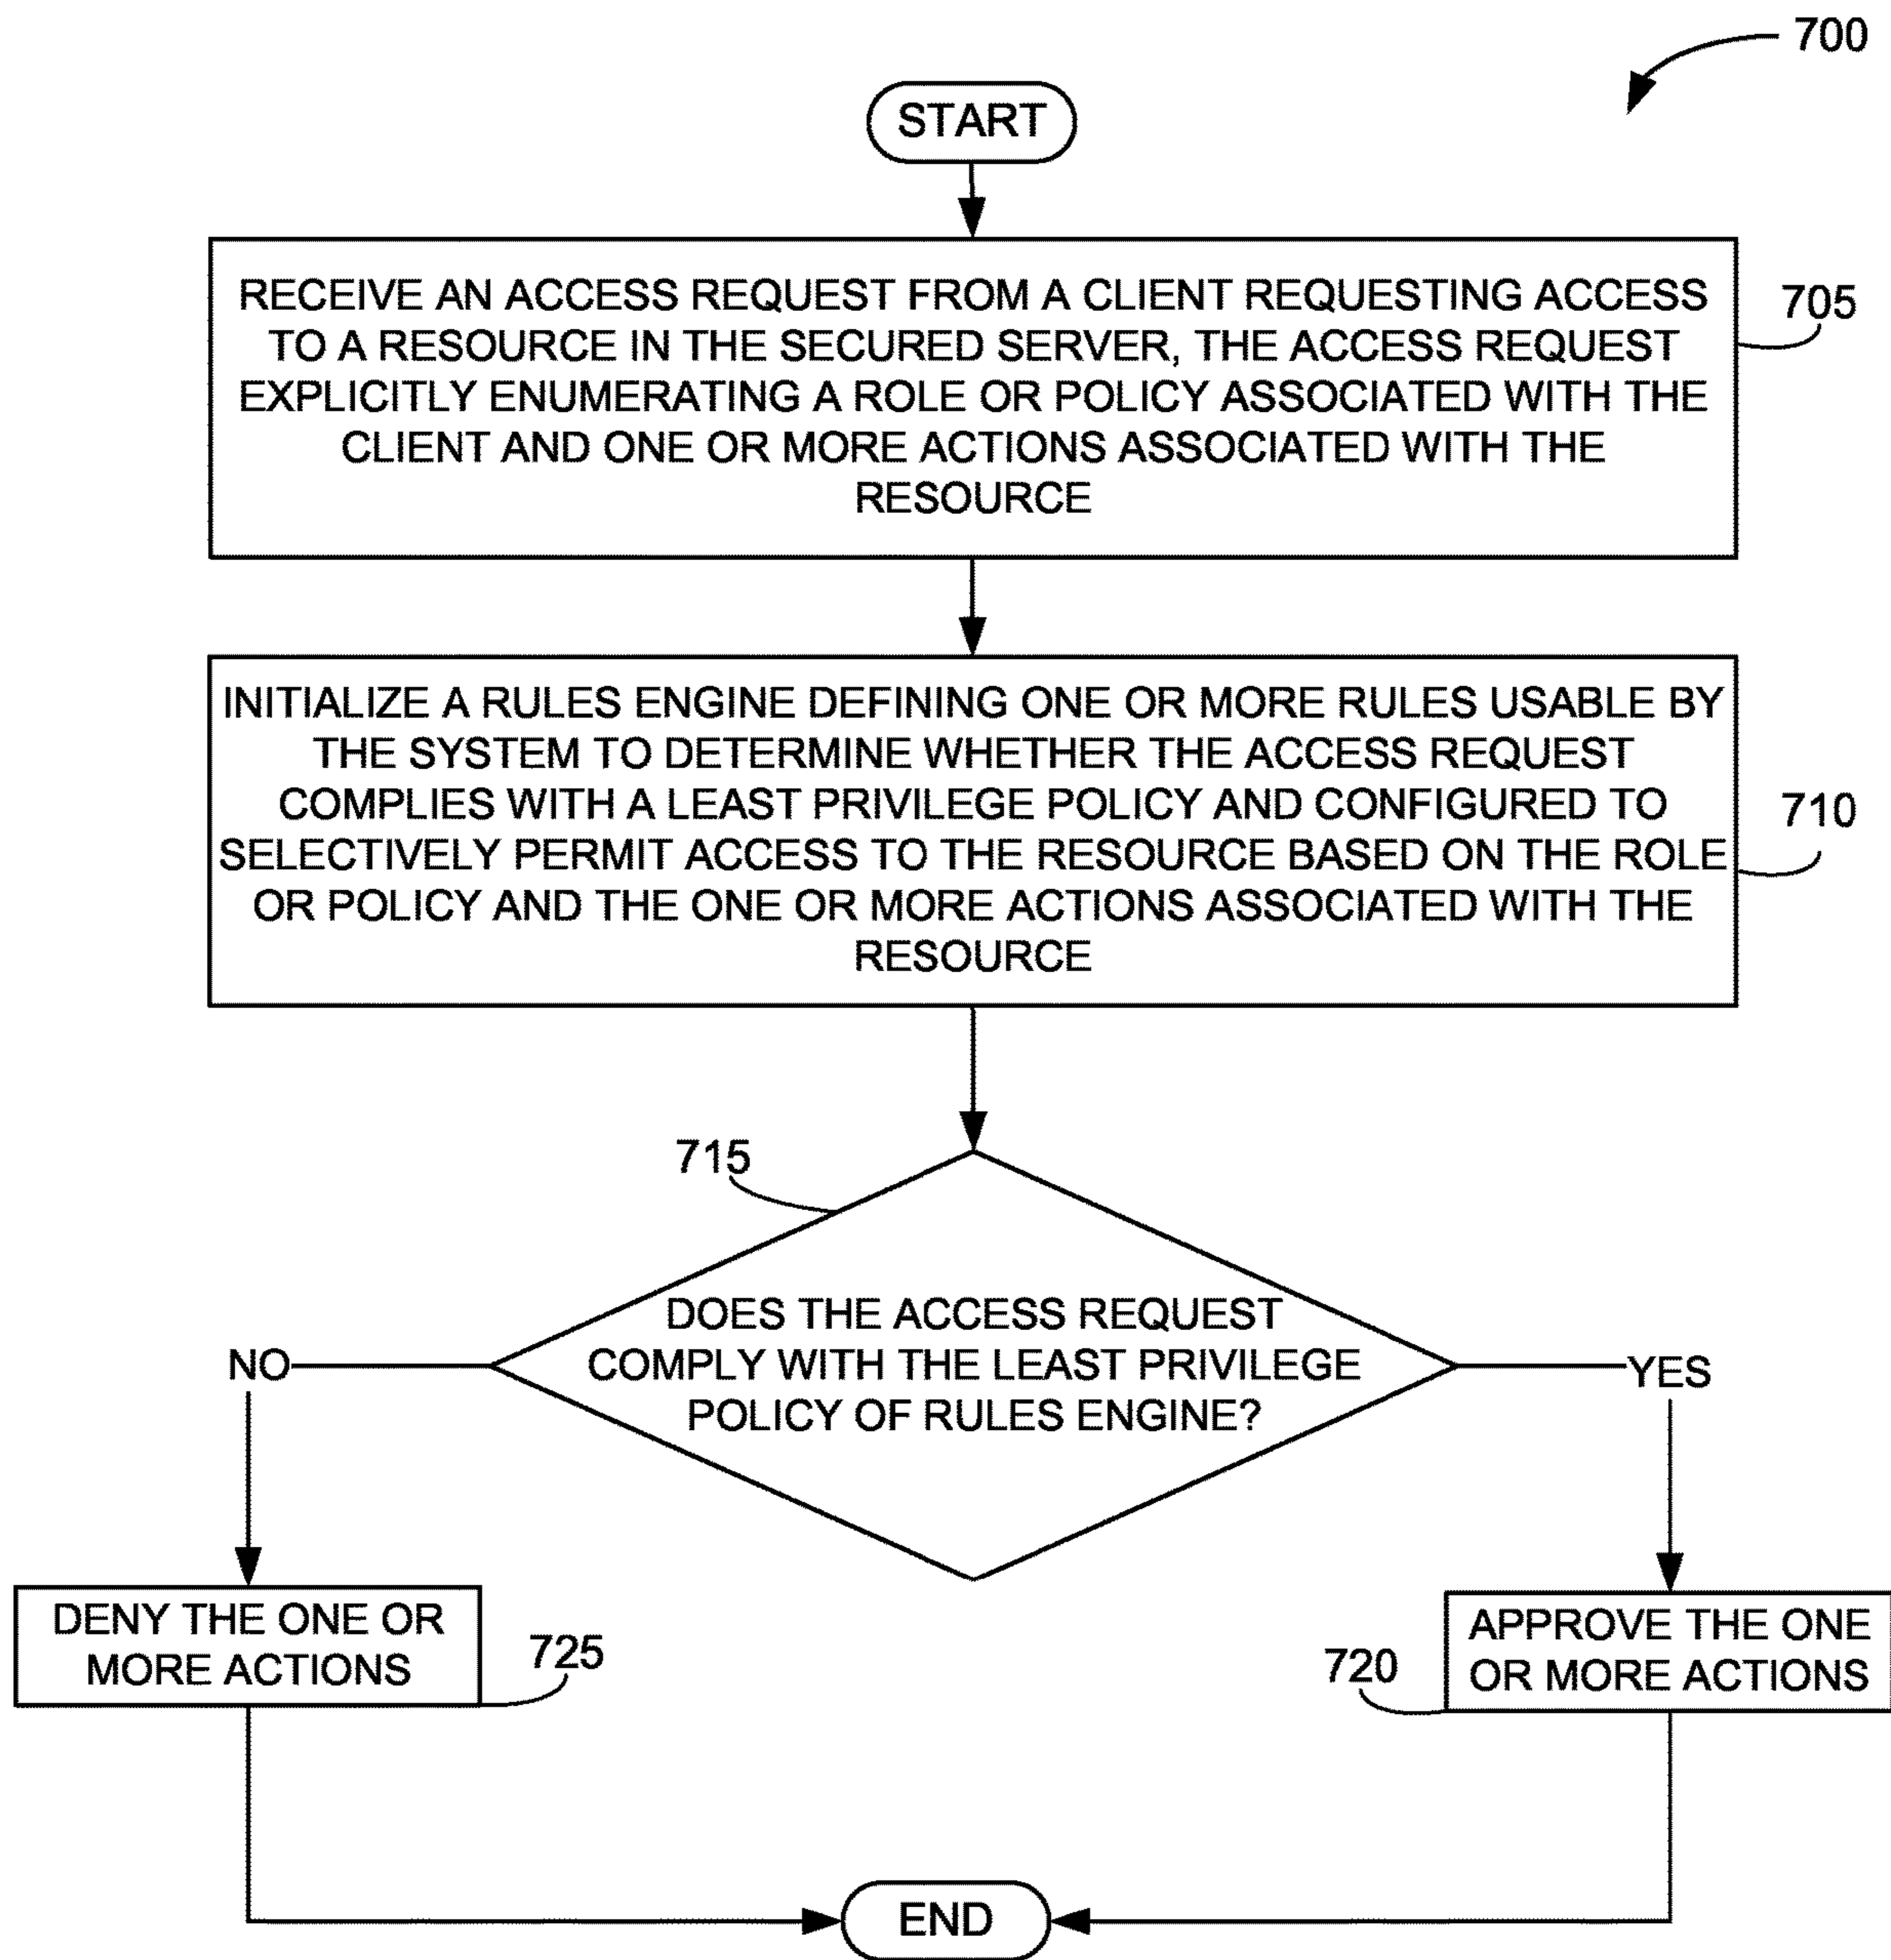 700
START
RECEIVE AN ACCESS REQUEST FROM A CLIENT REQUESTING ACCESS
TO A RESOURCE IN THE SECURED SERVER, THE ACCESS REQUEST
EXPLICITLY ENUMERATING A ROLE OR POLICY ASSOCIATED WITH THE
CLIENT AND ONE OR MORE ACTIONS ASSOCIATED WITH THE
RESOURCE
705
INITIALIZE A RULES ENGINE DEFINING ONE OR MORE RULES USABLE BY
THE SYSTEM TO DETERMINE WHETHER THE ACCESS REQUEST
COMPLIES WITH A LEAST PRIVILEGE POLICY AND CONFIGURED TO
SELECTIVELY PERMIT ACCESS TO THE RESOURCE BASED ON THE ROLE
OR POLICY AND THE ONE OR MORE ACTIONS ASSOCIATED WITH THE
RESOURCE
710
715
DOES THE ACCESS REQUEST
COMPLY WITH THE LEAST PRIVILEGE
POLICY OF RULES ENGINE?
NO
YES
DENY THE ONE OR
MORE ACTIONS
725
720
APPROVE THE ONE
OR MORE ACTIONS
END